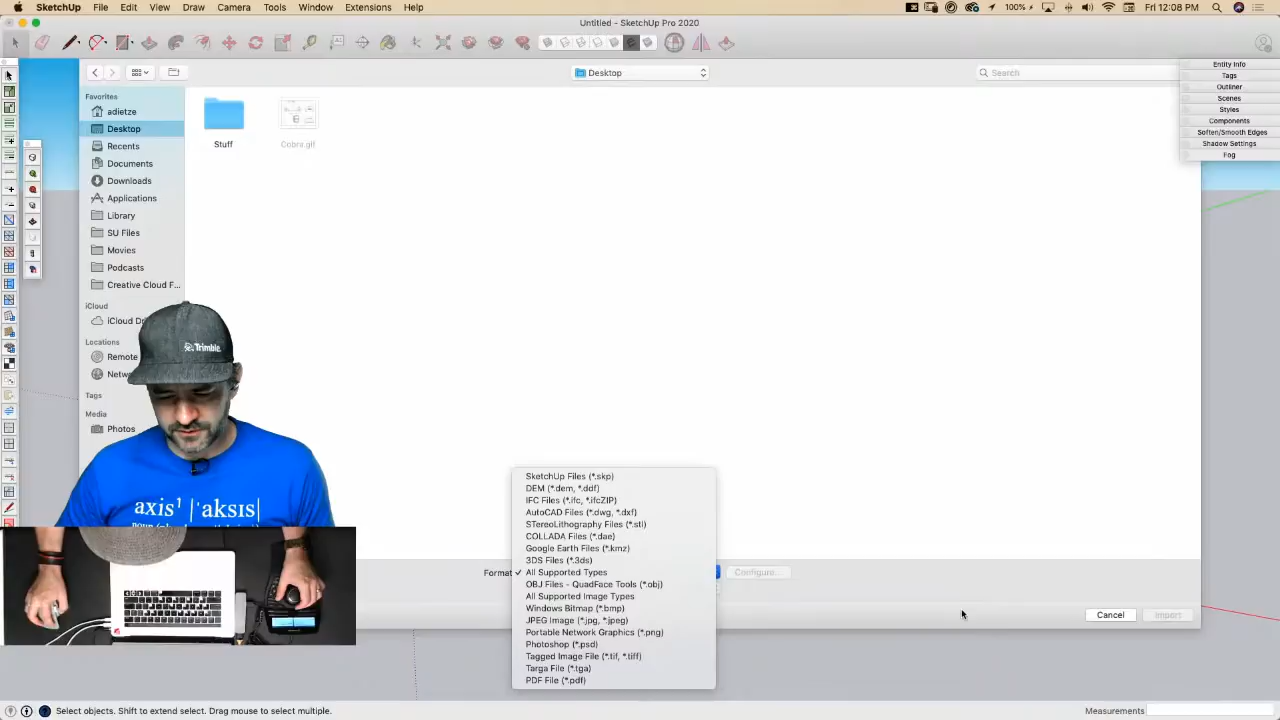 SketchUp File Edit View Draw Camera Tools Window Extensions Help
100% Fri 12:08 PM
Untitled - SketchUp Pro 2020
Desktop
Search
Entity Info
Tags
Outliner
Scenes
Styles
Components
Soften/Smooth Edges
Shadow Settings
Fog
Favorites
adietze
Desktop
Recents
Documents
Downloads
Applications
Library
SU Files
Movies
Podcasts
Creative Cloud F...
iCloud
iCloud Dr
Locations
Remote
Netw
Tags
Media
Photos
Stuff
Cobra.gif
Trimble
axis¹ |ˈaksɪs|
SketchUp Files (*.skp)
DEM (*.dem, *.ddf)
IFC Files (*.ifc, *.ifcZIP)
AutoCAD Files (*.dwg, *.dxf)
STereoLithography Files (*.stl)
COLLADA Files (*.dae)
Google Earth Files (*.kmz)
3DS Files (*.3ds)
Format ✓ All Supported Types
OBJ Files - QuadFace Tools (*.obj)
All Supported Image Types
Windows Bitmap (*.bmp)
JPEG Image (*.jpg, *.jpeg)
Portable Network Graphics (*.png)
Photoshop (*.psd)
Tagged Image File (*.tif, *.tiff)
Targa File (*.tga)
PDF File (*.pdf)
Configure...
Cancel
Import
Select objects. Shift to extend select. Drag mouse to select multiple.
Measurements